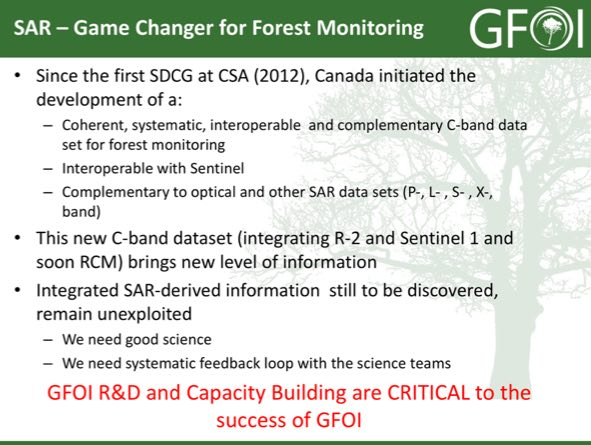 SAR – Game Changer for Forest Monitoring
GFOI
• Since the first SDCG at CSA (2012), Canada initiated the
development of a:
– Coherent, systematic, interoperable and complementary C-band data
set for forest monitoring
– Interoperable with Sentinel
– Complementary to optical and other SAR data sets (P-, L- , S- , X-,
band)
• This new C-band dataset (integrating R-2 and Sentinel 1 and
soon RCM) brings new level of information
• Integrated SAR-derived information still to be discovered,
remain unexploited
– We need good science
– We need systematic feedback loop with the science teams
GFOI R&D and Capacity Building are CRITICAL to the
success of GFOI